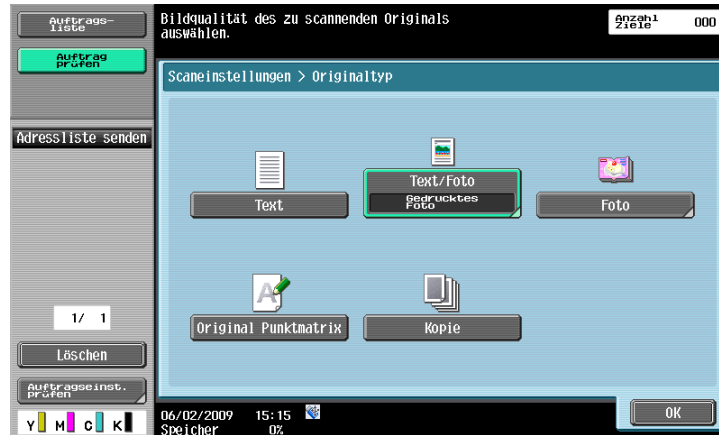 Auftrags-
liste
Auftrag
prüfen
Bildqualität des zu scannenden Originals
auswählen.
Anzahl
Ziele
000
Scaneinstellungen > Originaltyp
Adressliste senden
Text
Text/Foto
Gedrucktes
Foto
Foto
Original Punktmatrix
Kopie
1/ 1
Löschen
Auftragseinst.
prüfen
Y M C K
06/02/2009 15:15
Speicher 0%
OK